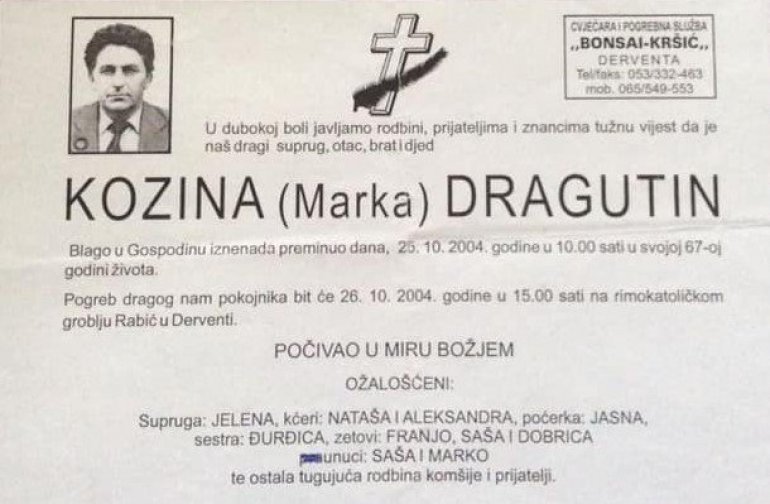 CVJEĆARA I POGREBNA SLUŽBA
„BONSAI-KRŠIĆ„
DERVENTA
Tel/faks: 053/332-463
mob. 065/549-553
U dubokoj boli javljamo rodbini, prijateljima i znancima tužnu vijest da je
naš dragi suprug, otac, brat i djed
KOZINA (Marka) DRAGUTIN
Blago u Gospodinu iznenada preminuo dana, 25. 10. 2004. godine u 10.00 sati u svojoj 67-oj
godini života.
Pogreb dragog nam pokojnika bit će 26. 10. 2004. godine u 15.00 sati na rimokatoličkom
groblju Rabić u Derventi.
POČIVAO U MIRU BOŽJEM
OŽALOŠĆENI:
Supruga: JELENA, kćeri: NATAŠA I ALEKSANDRA, poćerka: JASNA,
sestra: ĐURĐICA, zetovi: FRANJO, SAŠA I DOBRICA
unuci: SAŠA I MARKO
te ostala tugujuća rodbina komšije i prijatelji.